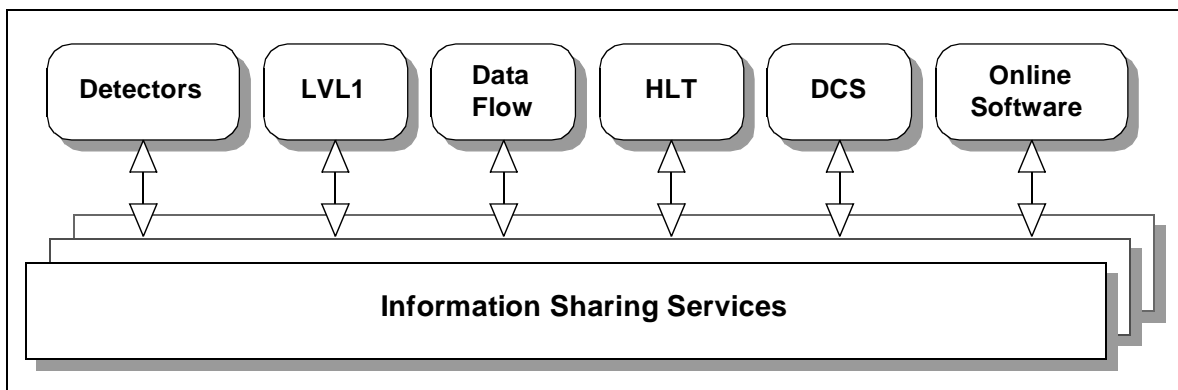 Detectors
LVL1
Data
Flow
HLT
DCS
Online
Software
Information Sharing Services